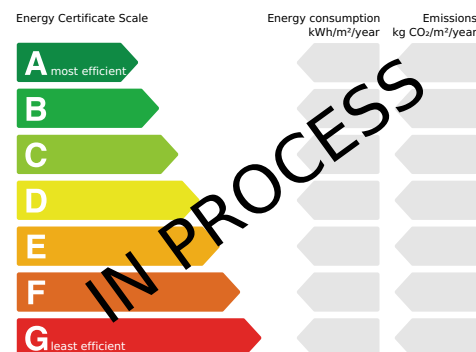 Energy Certificate Scale
Energy consumption
kWh/m²/year
Emissions
kg CO₂/m²/year
A most efficient
B
C
D
E
F
G least efficient
IN PROCESS